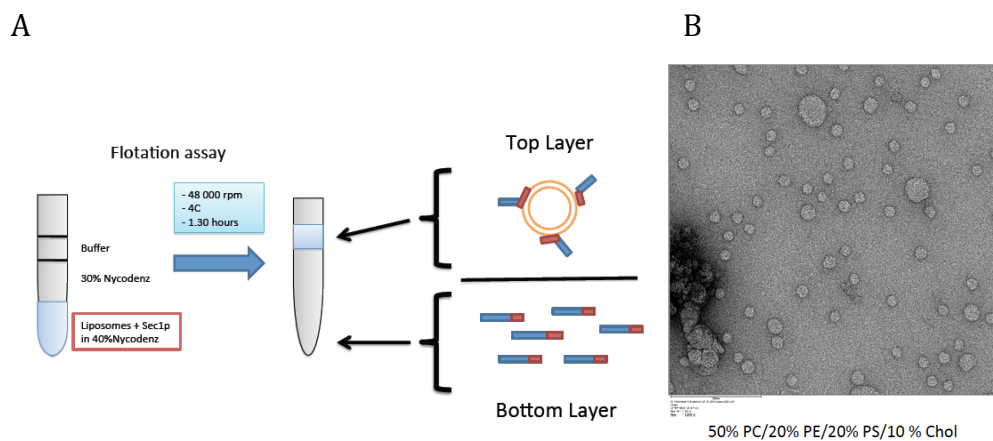 A
B
Flotation assay
- 48 000 rpm
- 4C
- 1.30 hours
Top Layer
Buffer
30% Nycodenz
Liposomes + Sec1p
in 40%Nycodenz
Bottom Layer
50% PC/20% PE/20% PS/10 % Chol